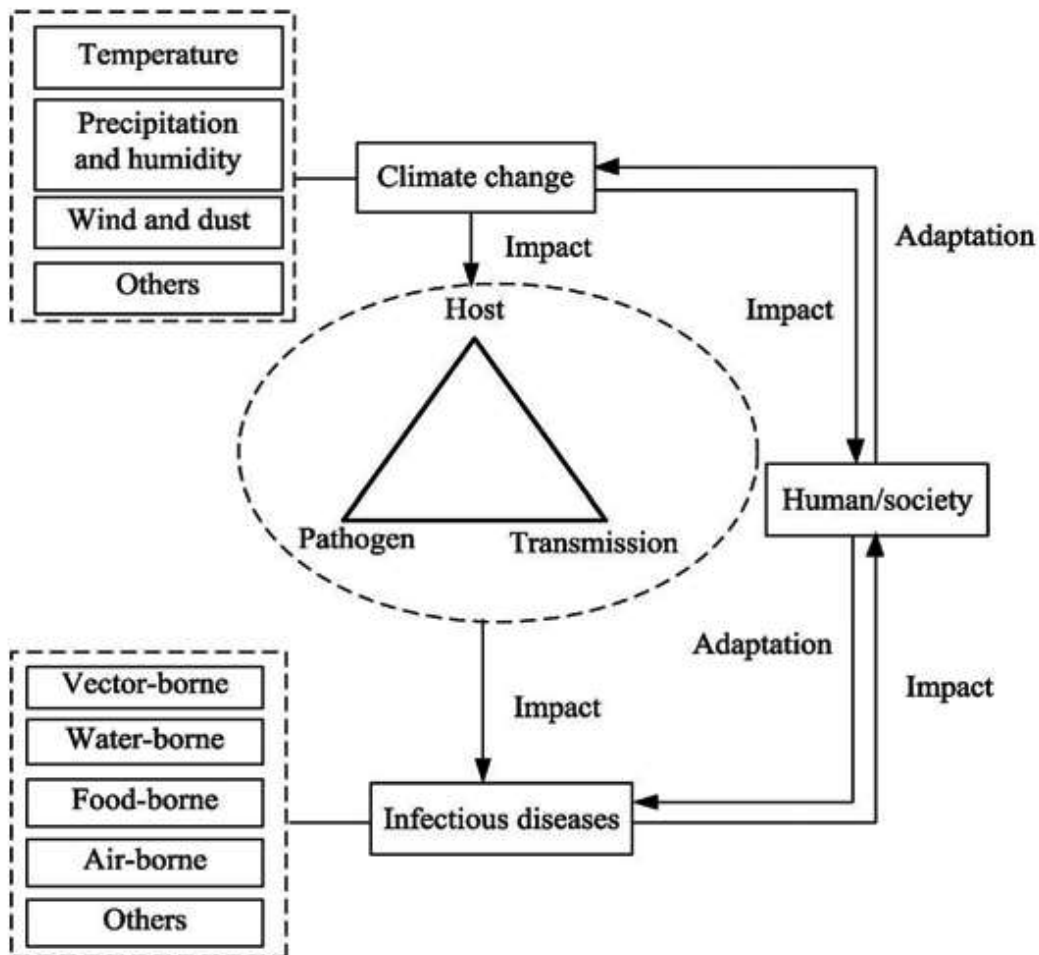 Temperature
Precipitation
and humidity
Wind and dust
Others
Climate change
Impact
Adaptation
Impact
Host
Pathogen
Transmission
Human/society
Adaptation
Impact
Impact
Vector-borne
Water-borne
Food-borne
Air-borne
Others
Infectious diseases